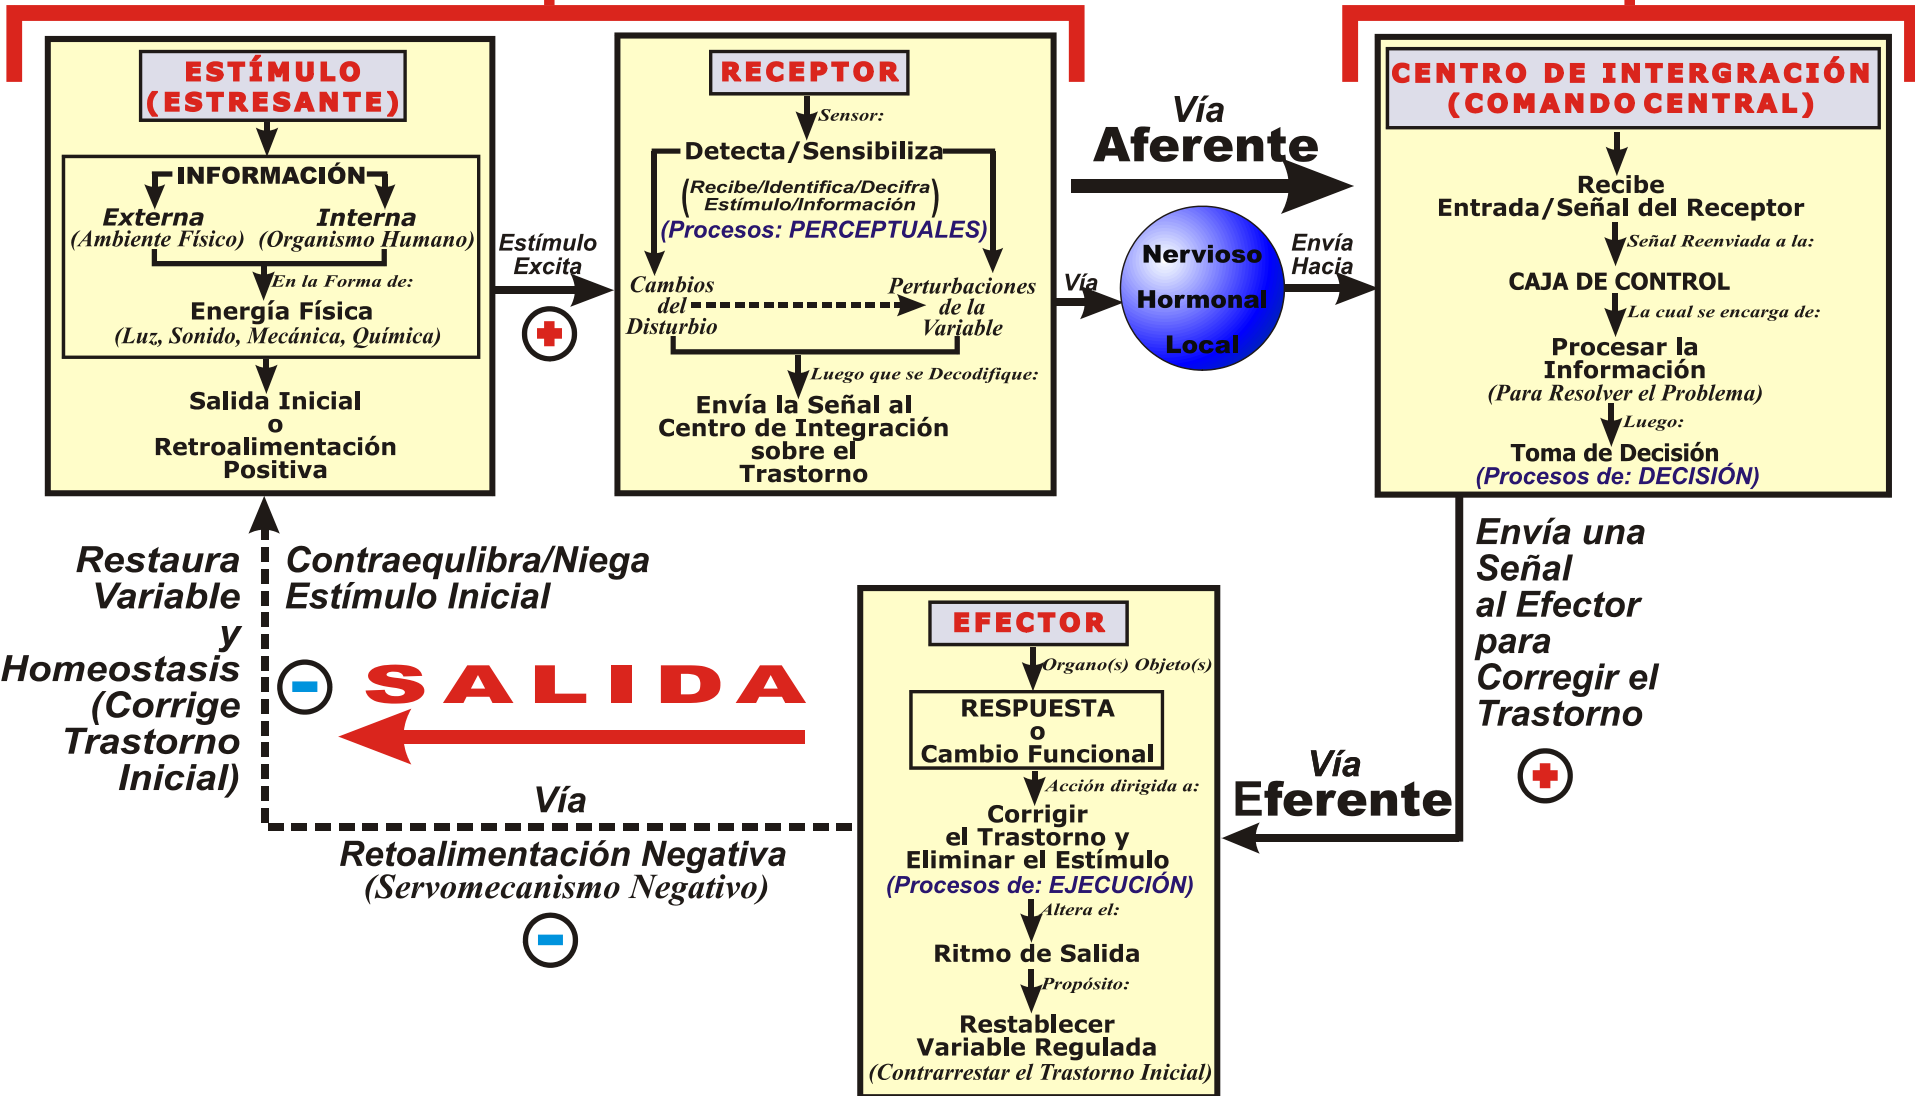 ESTÍMULO
(ESTRESANTE)
INFORMACIÓN
Externa
(Ambiente Físico)
Interna
(Organismo Humano)
En la Forma de:
Energía Física
(Luz, Sonido, Mecánica, Química)
Salida Inicial
o
Retroalimentación
Positiva
Estímulo
Excita
RECEPTOR
Sensor:
Detecta/Sensibiliza
(Recibe/Identifica/Decifra
Estímulo/Información)
(Procesos: PERCEPTUALES)
Cambios
del
Disturbio
Perturbaciones
de la
Variable
Luego que se Decodifique:
Envía la Señal al
Centro de Integración
sobre el
Trastorno
Vía
Aferente
Vía
Nervioso
Hormonal
Local
Envía
Hacia
CENTRO DE INTERGRACIÓN
(COMANDO CENTRAL)
Recibe
Entrada/Señal del Receptor
Señal Reenviada a la:
CAJA DE CONTROL
La cual se encarga de:
Procesar la
Información
(Para Resolver el Problema)
Luego:
Toma de Decisión
(Procesos de: DECISIÓN)
Envía una
Señal
al Efector
para
Corregir el
Trastorno
Vía
Eferente
EFECTOR
Organo(s) Objeto(s)
RESPUESTA
o
Cambio Funcional
Acción dirigida a:
Corrigir
el Trastorno y
Eliminar el Estímulo
(Procesos de: EJECUCIÓN)
Altera el:
Ritmo de Salida
Propósito:
Restablecer
Variable Regulada
(Contrarrestar el Trastorno Inicial)
SALIDA
Vía
Retoalimentación Negativa
(Servomecanismo Negativo)
Contraequlibra/Niega
Estímulo Inicial
Restaura
Variable
y
Homeostasis
(Corrige
Trastorno
Inicial)